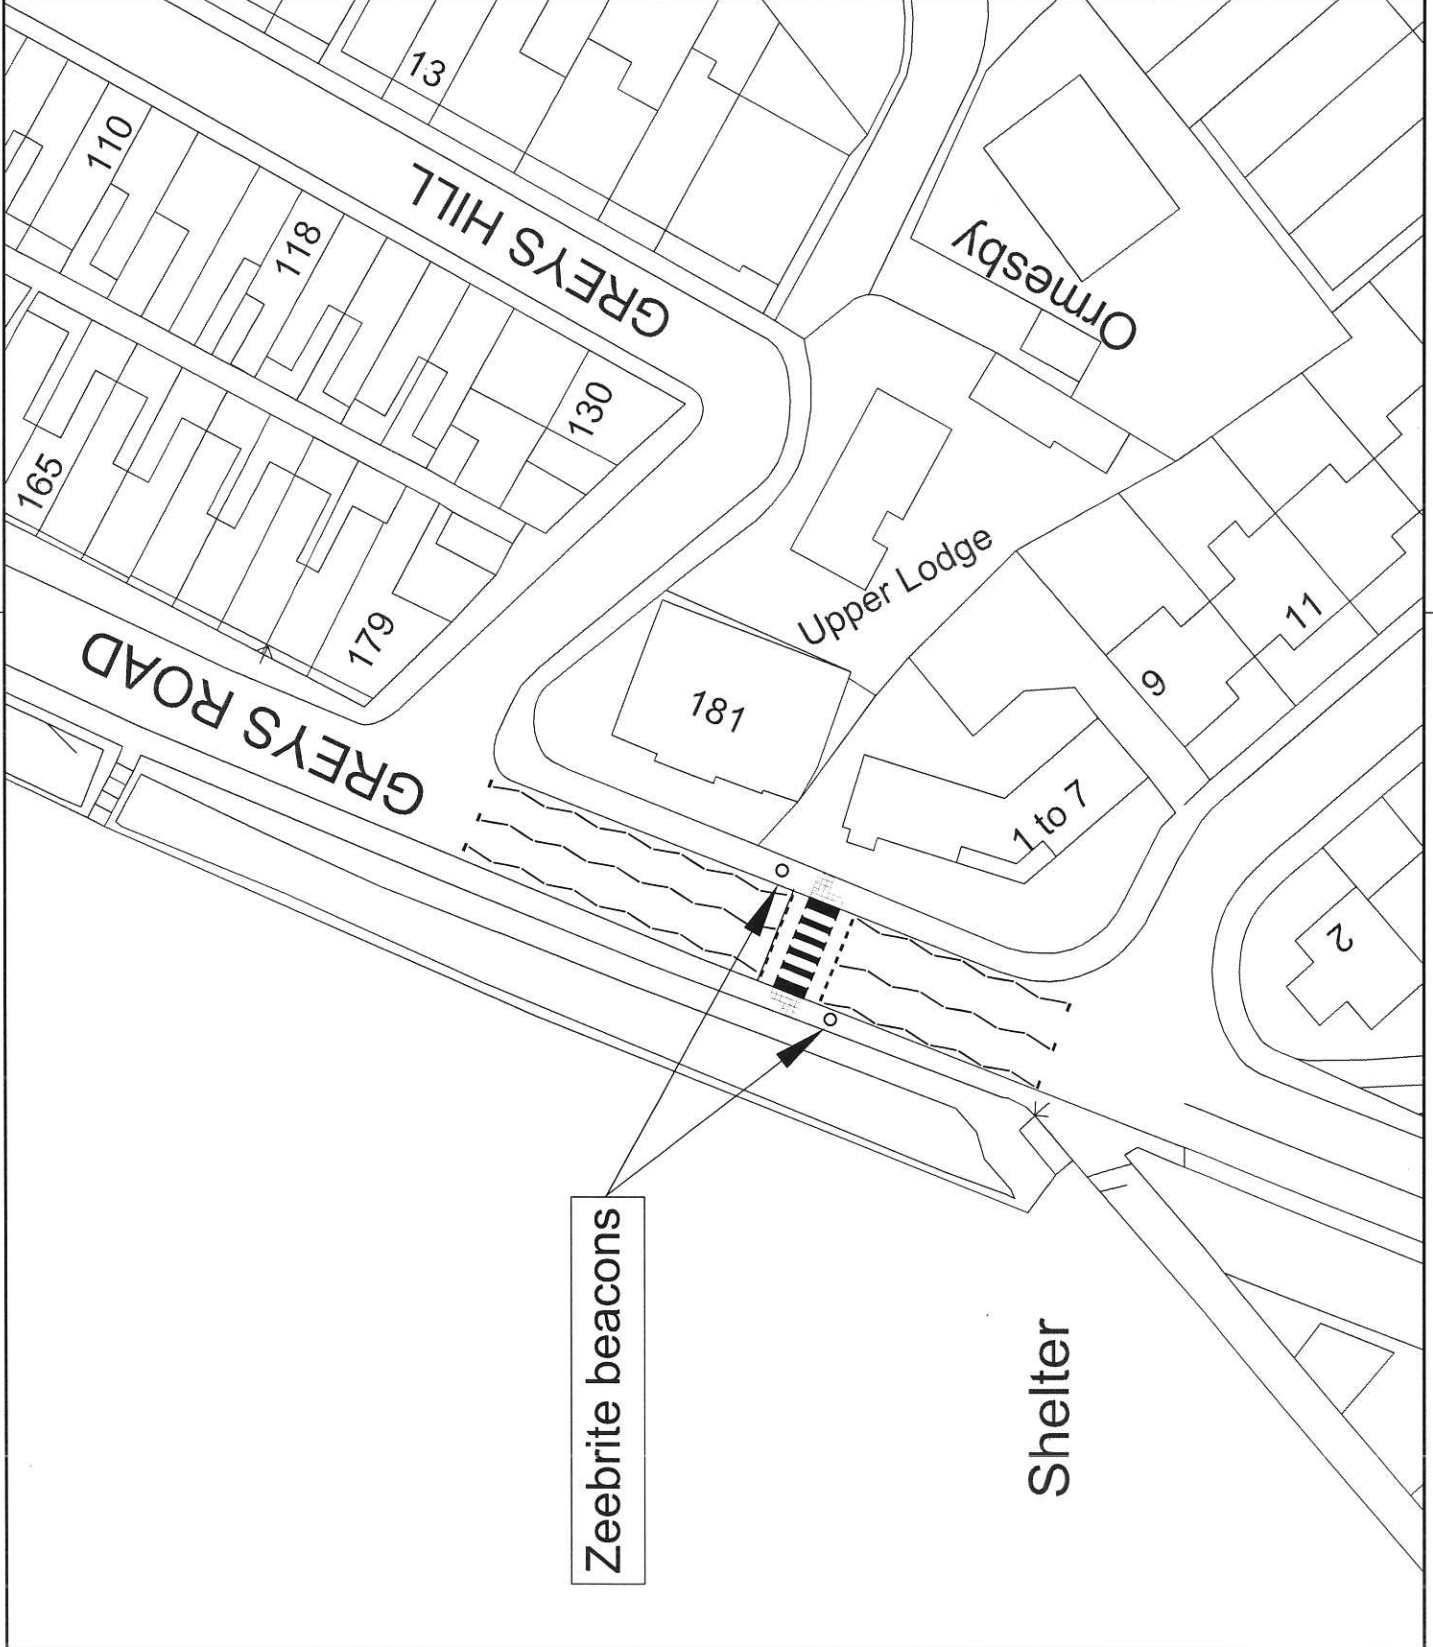 13
110
GREYS HILL
118
Ormesby
130
165
Upper Lodge
179
GREYS ROAD
181
11
9
1 to 7
2
Zeebrite beacons
Shelter